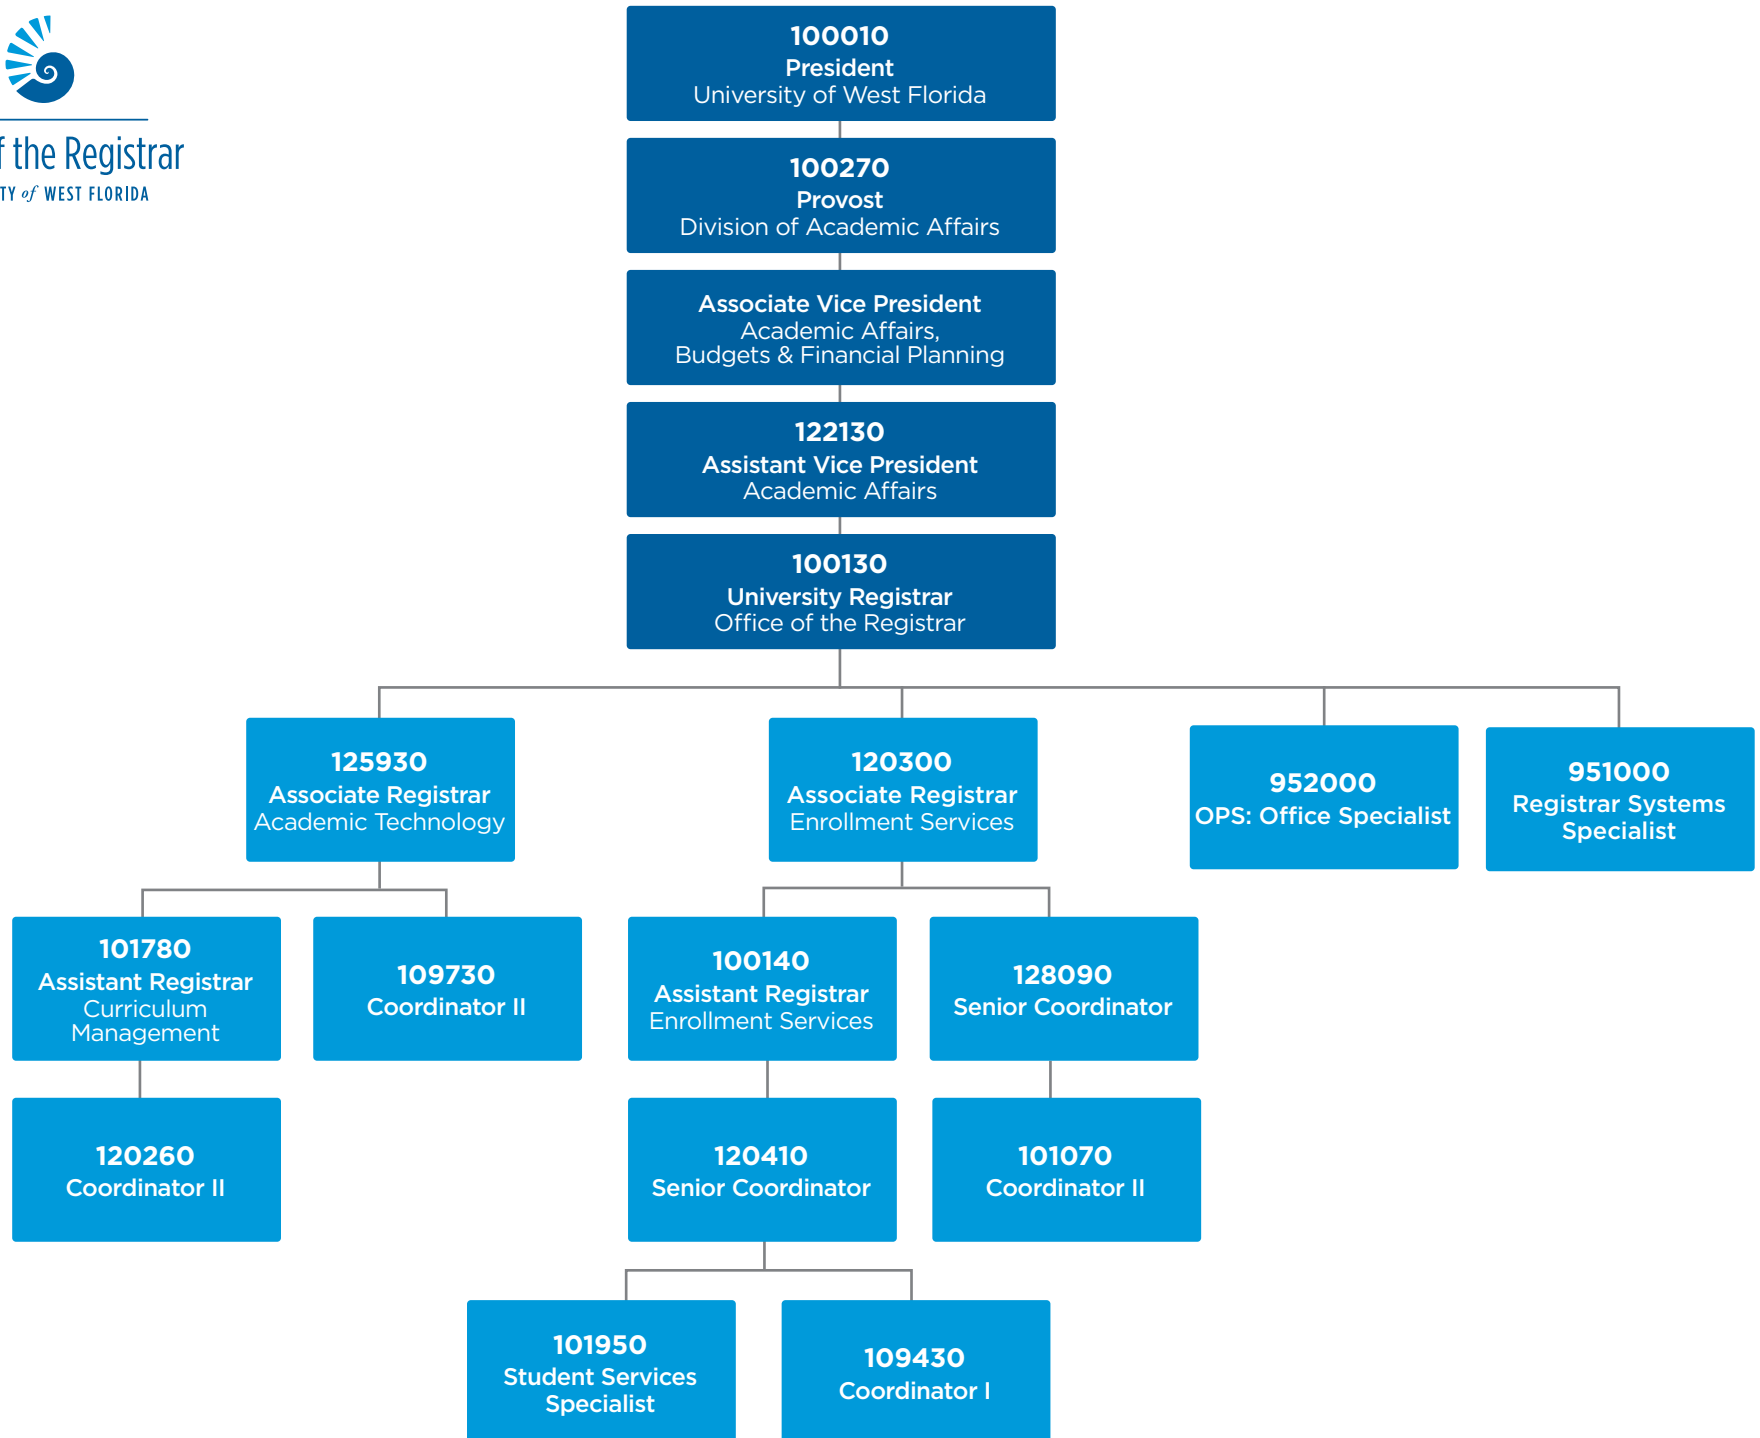 the Registrar
of WEST FLORIDA
100010
President
University of West Florida
100270
Provost
Division of Academic Affairs
Associate Vice President
Academic Affairs,
Budgets & Financial Planning
122130
Assistant Vice President
Academic Affairs
100130
University Registrar
Office of the Registrar
125930
Associate Registrar
Academic Technology
120300
Associate Registrar
Enrollment Services
952000
OPS: Office Specialist
951000
Registrar Systems
Specialist
101780
Assistant Registrar
Curriculum
Management
109730
Coordinator II
100140
Assistant Registrar
Enrollment Services
128090
Senior Coordinator
120260
Coordinator II
120410
Senior Coordinator
101070
Coordinator II
101950
Student Services
Specialist
109430
Coordinator I